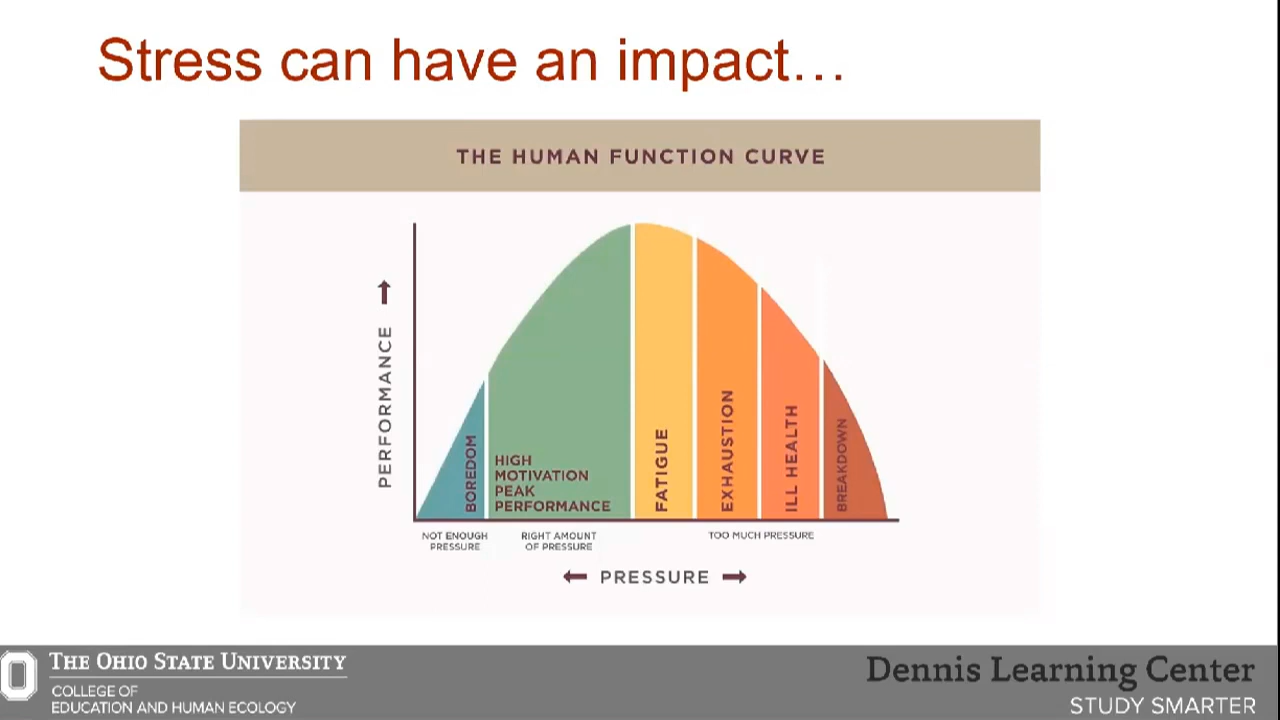 Stress can have an impact…
THE HUMAN FUNCTION CURVE
PERFORMANCE
BOREDOM
HIGH
MOTIVATION
PEAK
PERFORMANCE
FATIGUE
EXHAUSTION
ILL HEALTH
BREAKDOWN
NOT ENOUGH
PRESSURE
RIGHT AMOUNT
OF PRESSURE
TOO MUCH PRESSURE
PRESSURE
THE OHIO STATE UNIVERSITY
COLLEGE OF
EDUCATION AND HUMAN ECOLOGY
Dennis Learning Center
STUDY SMARTER